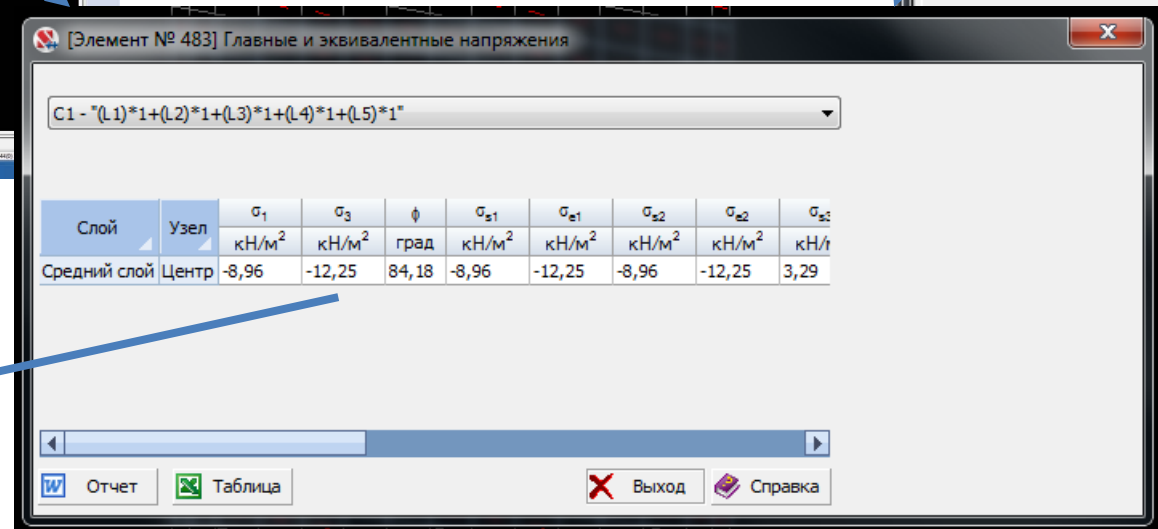 [Элемент № 483] Главные и эквивалентные напряжения
C1 - "(L1)*1+(L2)*1+(L3)*1+(L4)*1+(L5)*1"
Слой Узел σ1 σ3 ϕ σs1 σe1 σs2 σe2 σs3
кН/м² кН/м² град кН/м² кН/м² кН/м² кН/м² кН/
Средний слой Центр -8,96 -12,25 84,18 -8,96 -12,25 -8,96 -12,25 3,29
Отчет Таблица Выход Справка